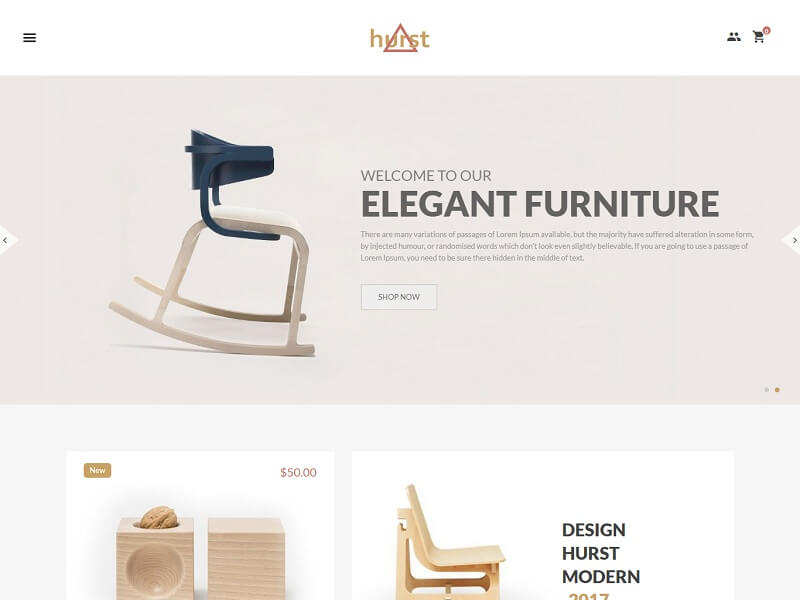 hurst
0
WELCOME TO OUR
ELEGANT FURNITURE
There are many variations of passages of Lorem Ipsum available, but the majority have suffered alteration in some form,
by injected humour, or randomised words which don't look even slightly believable. If you are going to use a passage of
Lorem Ipsum, you need to be sure there hidden in the middle of text.
SHOP NOW
New
$50.00
DESIGN
HURST
MODERN
2017